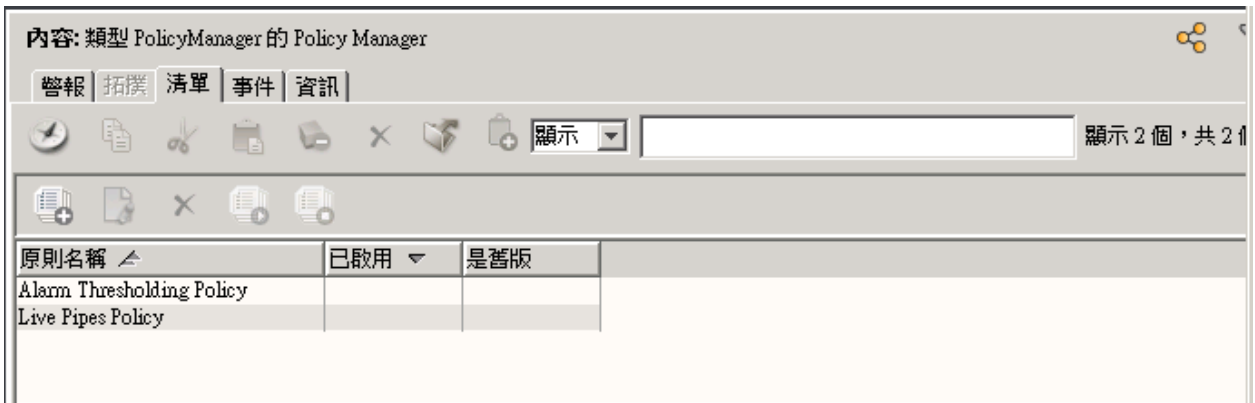 內容: 類型 PolicyManager 的 Policy Manager
警報 拓撲 清單 事件 資訊
顯示 顯示 2 個，共 2
原則名稱 已啟用 是舊版
Alarm Thresholding Policy
Live Pipes Policy